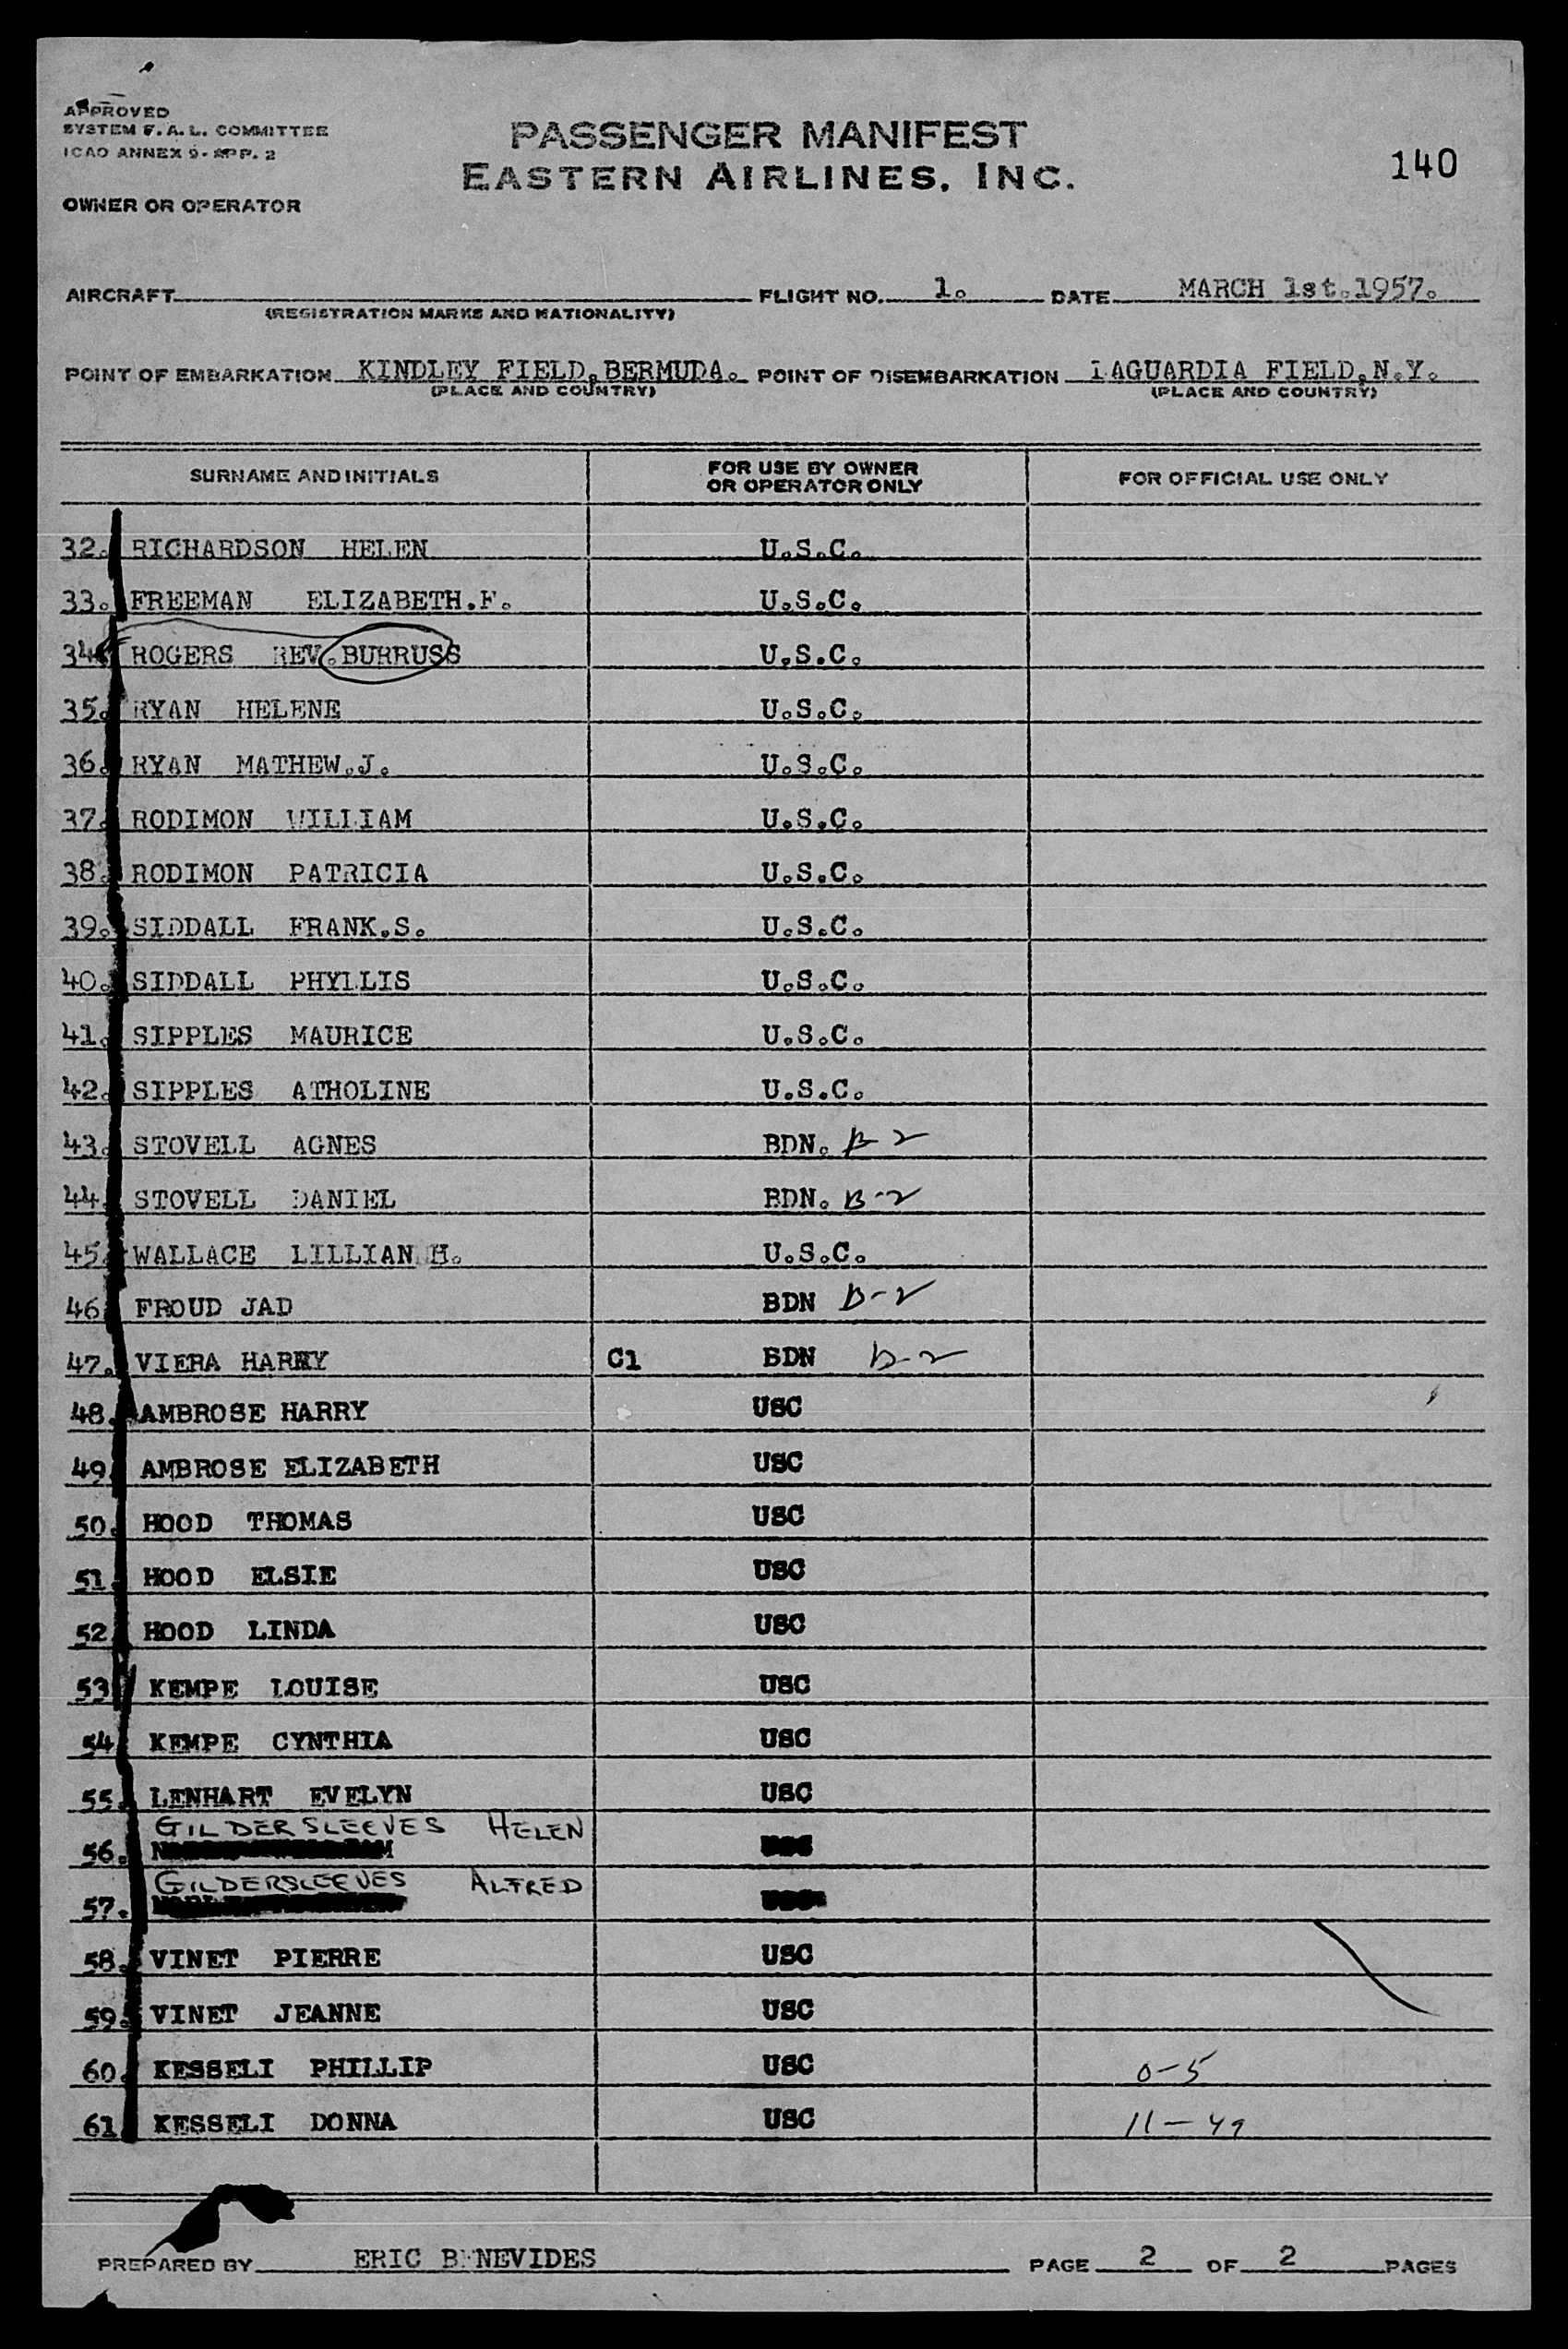 APPROVED
SYSTEM F. A. L. COMMITTEE
ICAO ANNEX 9 - APP. 2
OWNER OR OPERATOR
PASSENGER MANIFEST
EASTERN AIRLINES, INC.
140
AIRCRAFT FLIGHT NO. 1. DATE MARCH 1st.1957.
(REGISTRATION MARKS AND NATIONALITY)
POINT OF EMBARKATION KINDLEY FIELD,BERMUDA. POINT OF DISEMBARKATION LAGUARDIA FIELD,N.Y.
(PLACE AND COUNTRY) (PLACE AND COUNTRY)
SURNAME AND INITIALS FOR USE BY OWNER OR OPERATOR ONLY FOR OFFICIAL USE ONLY
32. RICHARDSON HELEN U.S.C.
33. FREEMAN ELIZABETH.F. U.S.C.
34 ROGERS REV.BURRUSS U.S.C.
35. RYAN HELENE U.S.C.
36. RYAN MATHEW.J. U.S.C.
37. RODIMON WILLIAM U.S.C.
38. RODIMON PATRICIA U.S.C.
39. SIDDALL FRANK.S. U.S.C.
40. SIDDALL PHYLLIS U.S.C.
41. SIPPLES MAURICE U.S.C.
42. SIPPLES ATHOLINE U.S.C.
43. STOVELL AGNES BDN. B-2
44. STOVELL DANIEL BDN. B-2
45. WALLACE LILLIAN H. U.S.C.
46 FROUD JAD BDN B-2
47. VIERA HARRY C1 BDN B-2
48. AMBROSE HARRY USC
49. AMBROSE ELIZABETH USC
50. HOOD THOMAS USC
51. HOOD ELSIE USC
52 HOOD LINDA USC
53 KEMPE LOUISE USC
54 KEMPE CYNTHIA USC
55. LENHART EVELYN USC
56. GILDERSLEEVES HELEN
57. GILDERSLEEVES ALFRED
58. VINET PIERRE USC
59. VINET JEANNE USC
60. KESSELI PHILLIP USC 0-5
61 KESSELI DONNA USC 11-49
PREPARED BY ERIC BENEVIDES PAGE 2 OF 2 PAGES